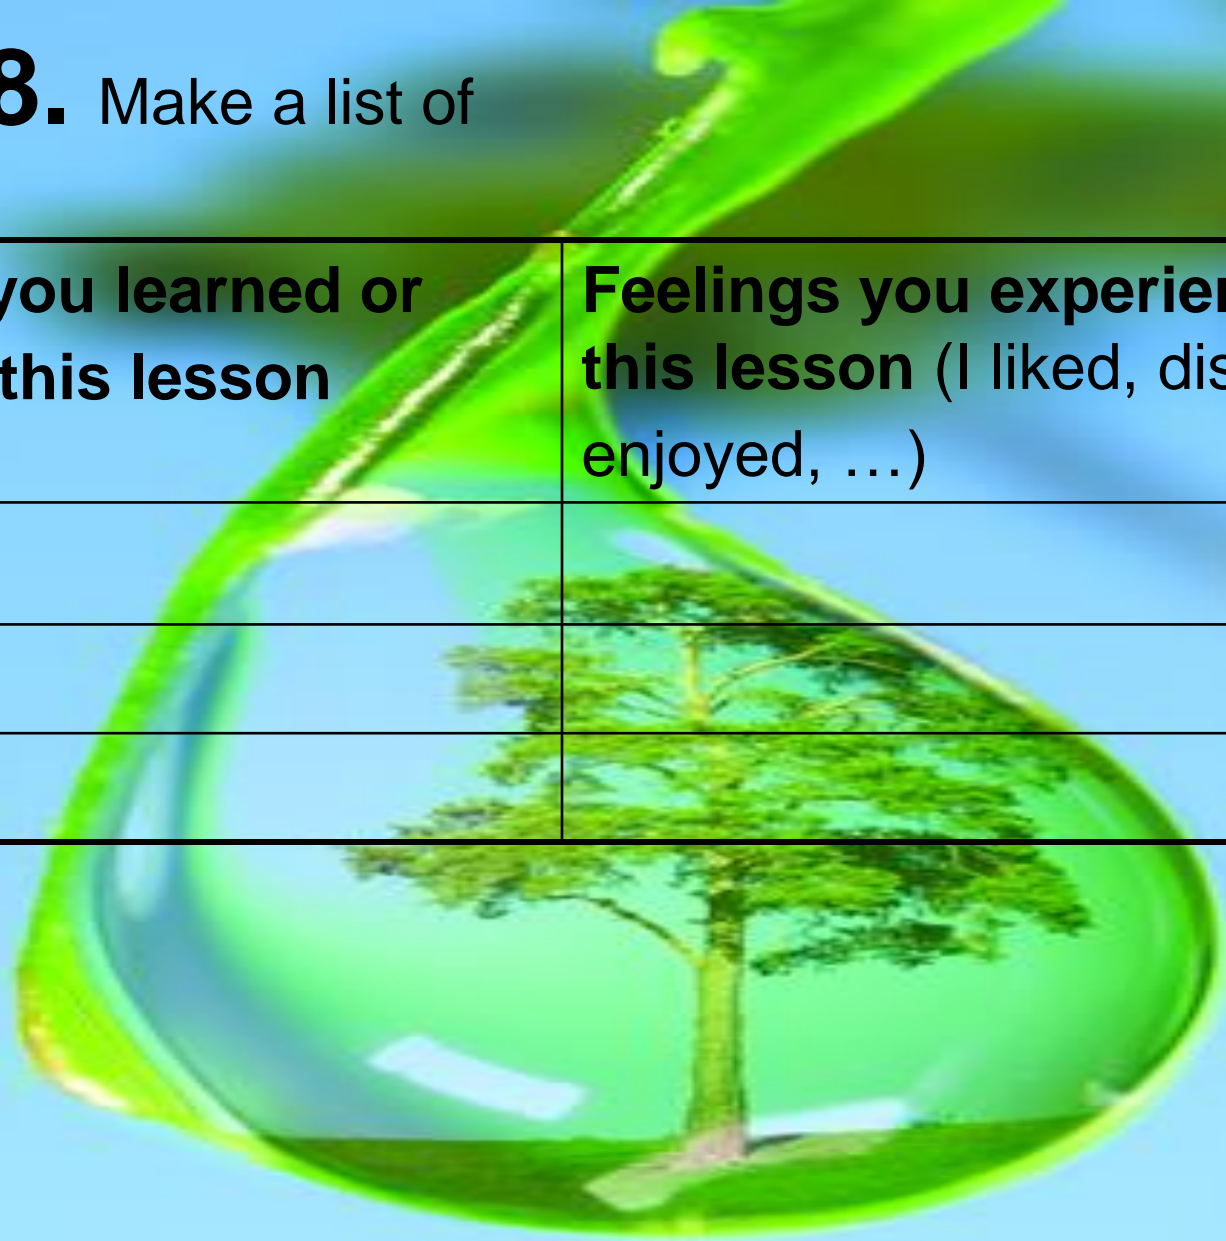 8. Make a list of
you learned or
this lesson
Feelings you experien
this lesson (I liked, dis
enjoyed, …)